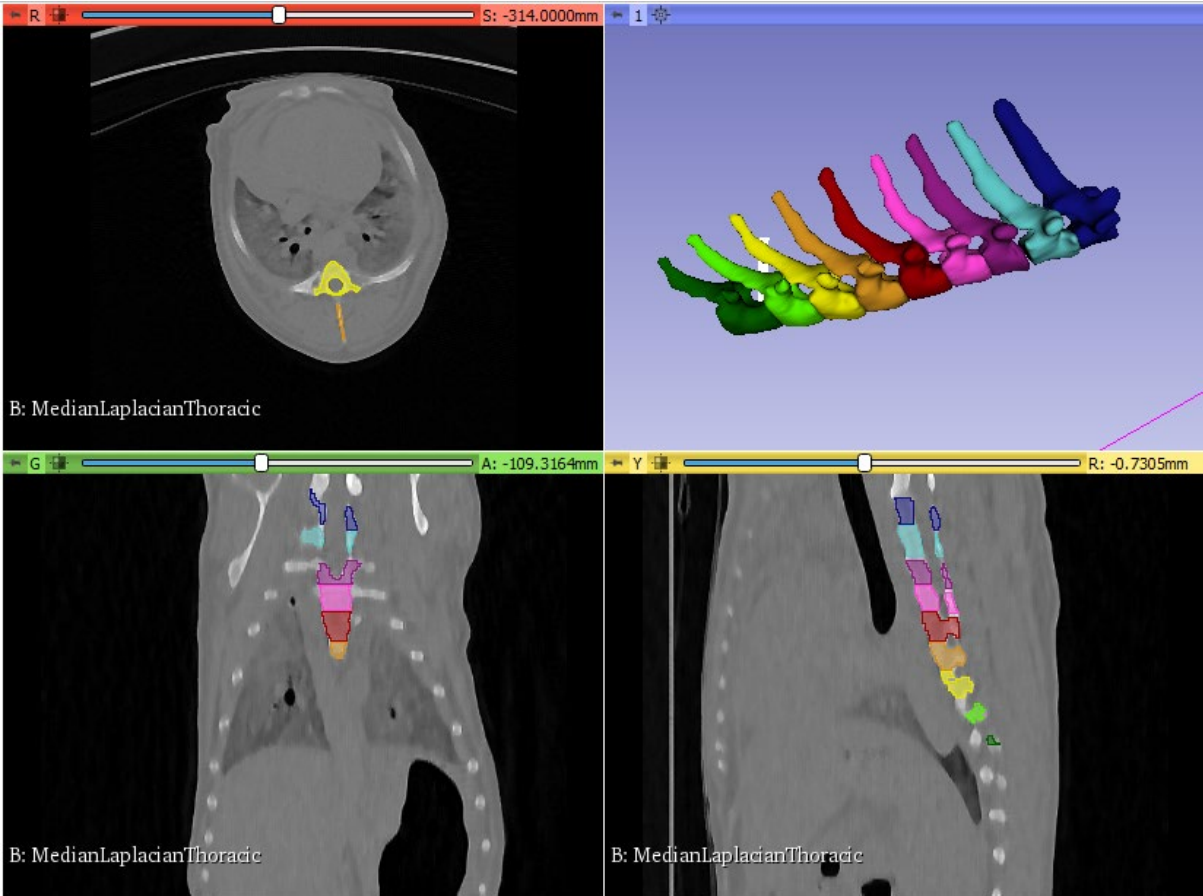 R S: -314.0000mm
1
B: MedianLaplacianThoracic
G A: -109.3164mm
Y R: -0.7305mm
B: MedianLaplacianThoracic
B: MedianLaplacianThoracic